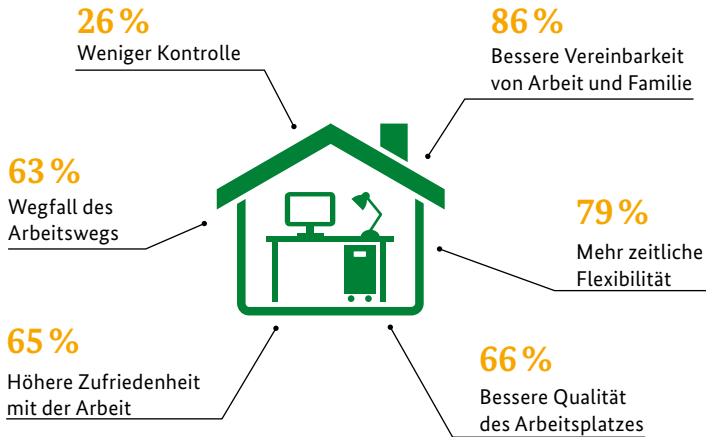 26 %
Weniger Kontrolle
86 %
Bessere Vereinbarkeit
von Arbeit und Familie
63 %
Wegfall des
Arbeitswegs
79 %
Mehr zeitliche
Flexibilität
65 %
Höhere Zufriedenheit
mit der Arbeit
66 %
Bessere Qualität
des Arbeitsplatzes